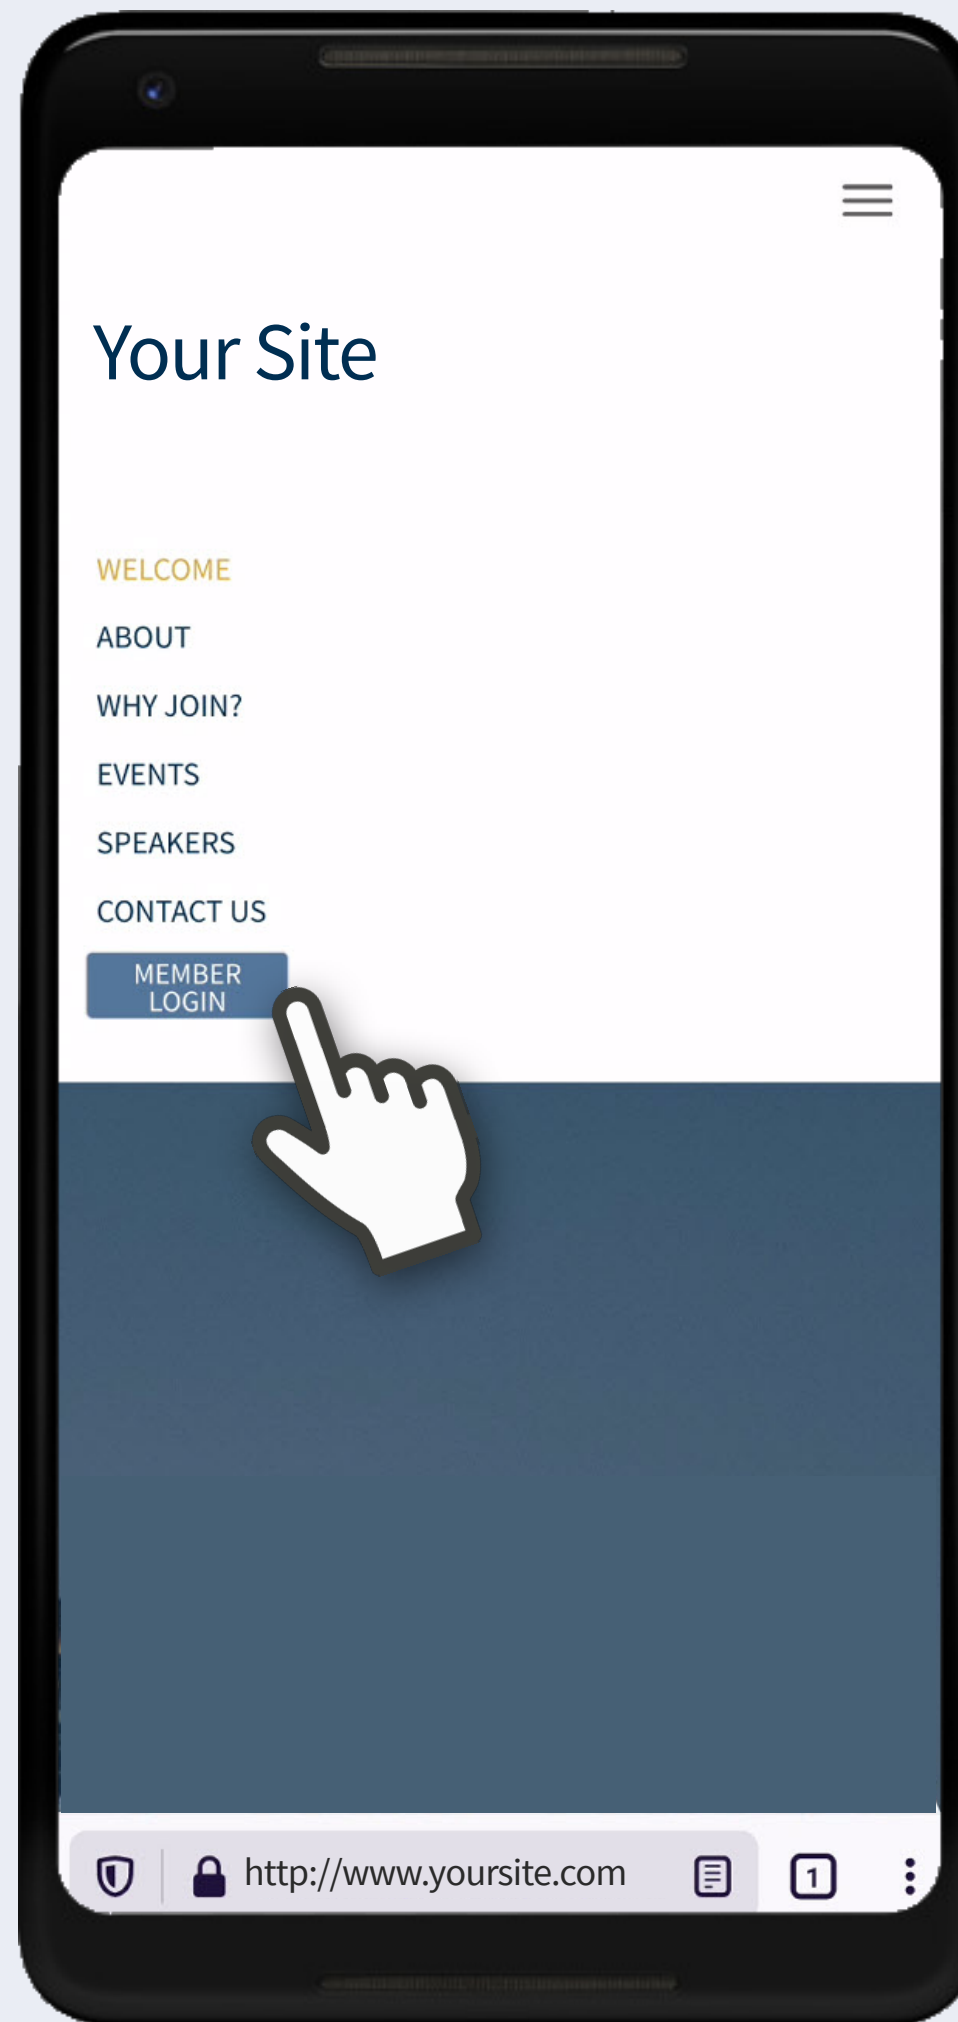 Your Site
WELCOME
ABOUT
WHY JOIN?
EVENTS
SPEAKERS
CONTACT US
MEMBER
LOGIN
http://www.yoursite.com
1